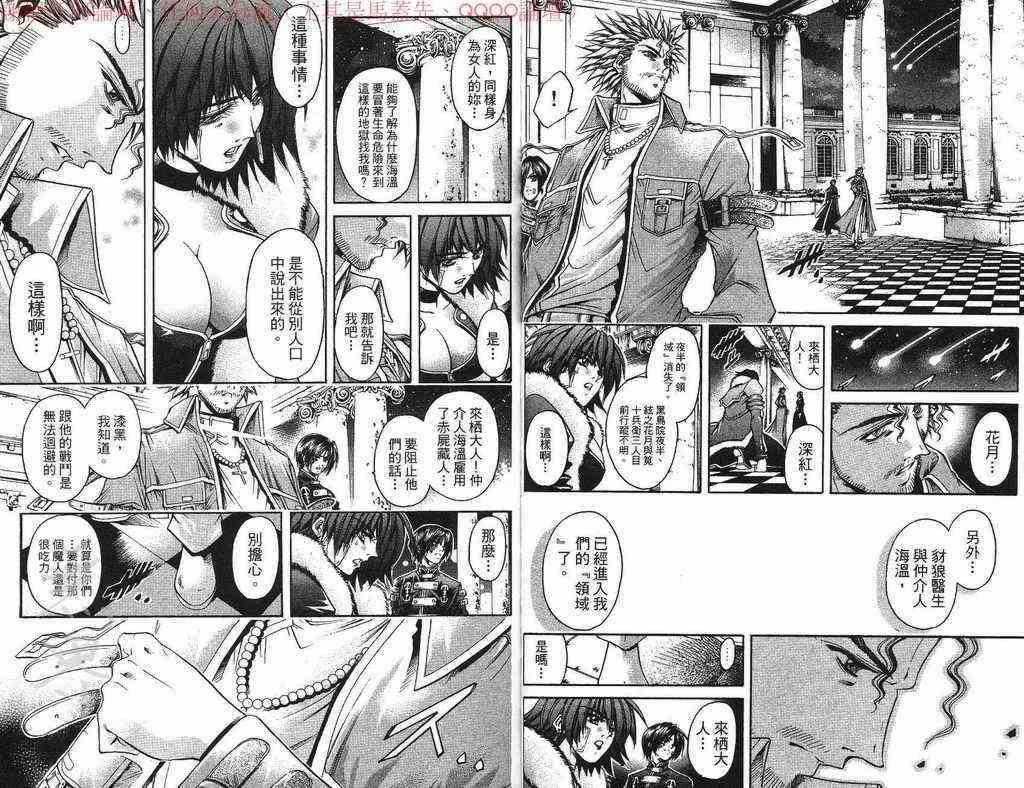 ！
花月…
來栖大
人！
深紅…
夜半的『領
域』消失了。
黑鳥院夜半、
絃之花月與筧
十兵衛三人目
前行蹤不明。
這樣啊…
另外…
豺狼醫生
與仲介人
海溫，
已經進入我
們的『領域
』了。
……
是嗎…
來栖大
人…
深紅，同樣身
為女人的妳…
能夠了解為什麼海溫
要冒著生命危險來到
這樣的地獄找我嗎？
是…
那就告訴
我吧…
這種事情…
是不能從別人口
中說出來的。
……
這樣啊…
來栖大人！仲
介人海溫雇用
了赤屍藏人…
要阻止他
們的話…
漆黑，
我知道。
跟他的戰鬥是
無法迴避的…
那麼…
別擔心。
就算是你們
…要對付那
個魔人還是
很吃力。